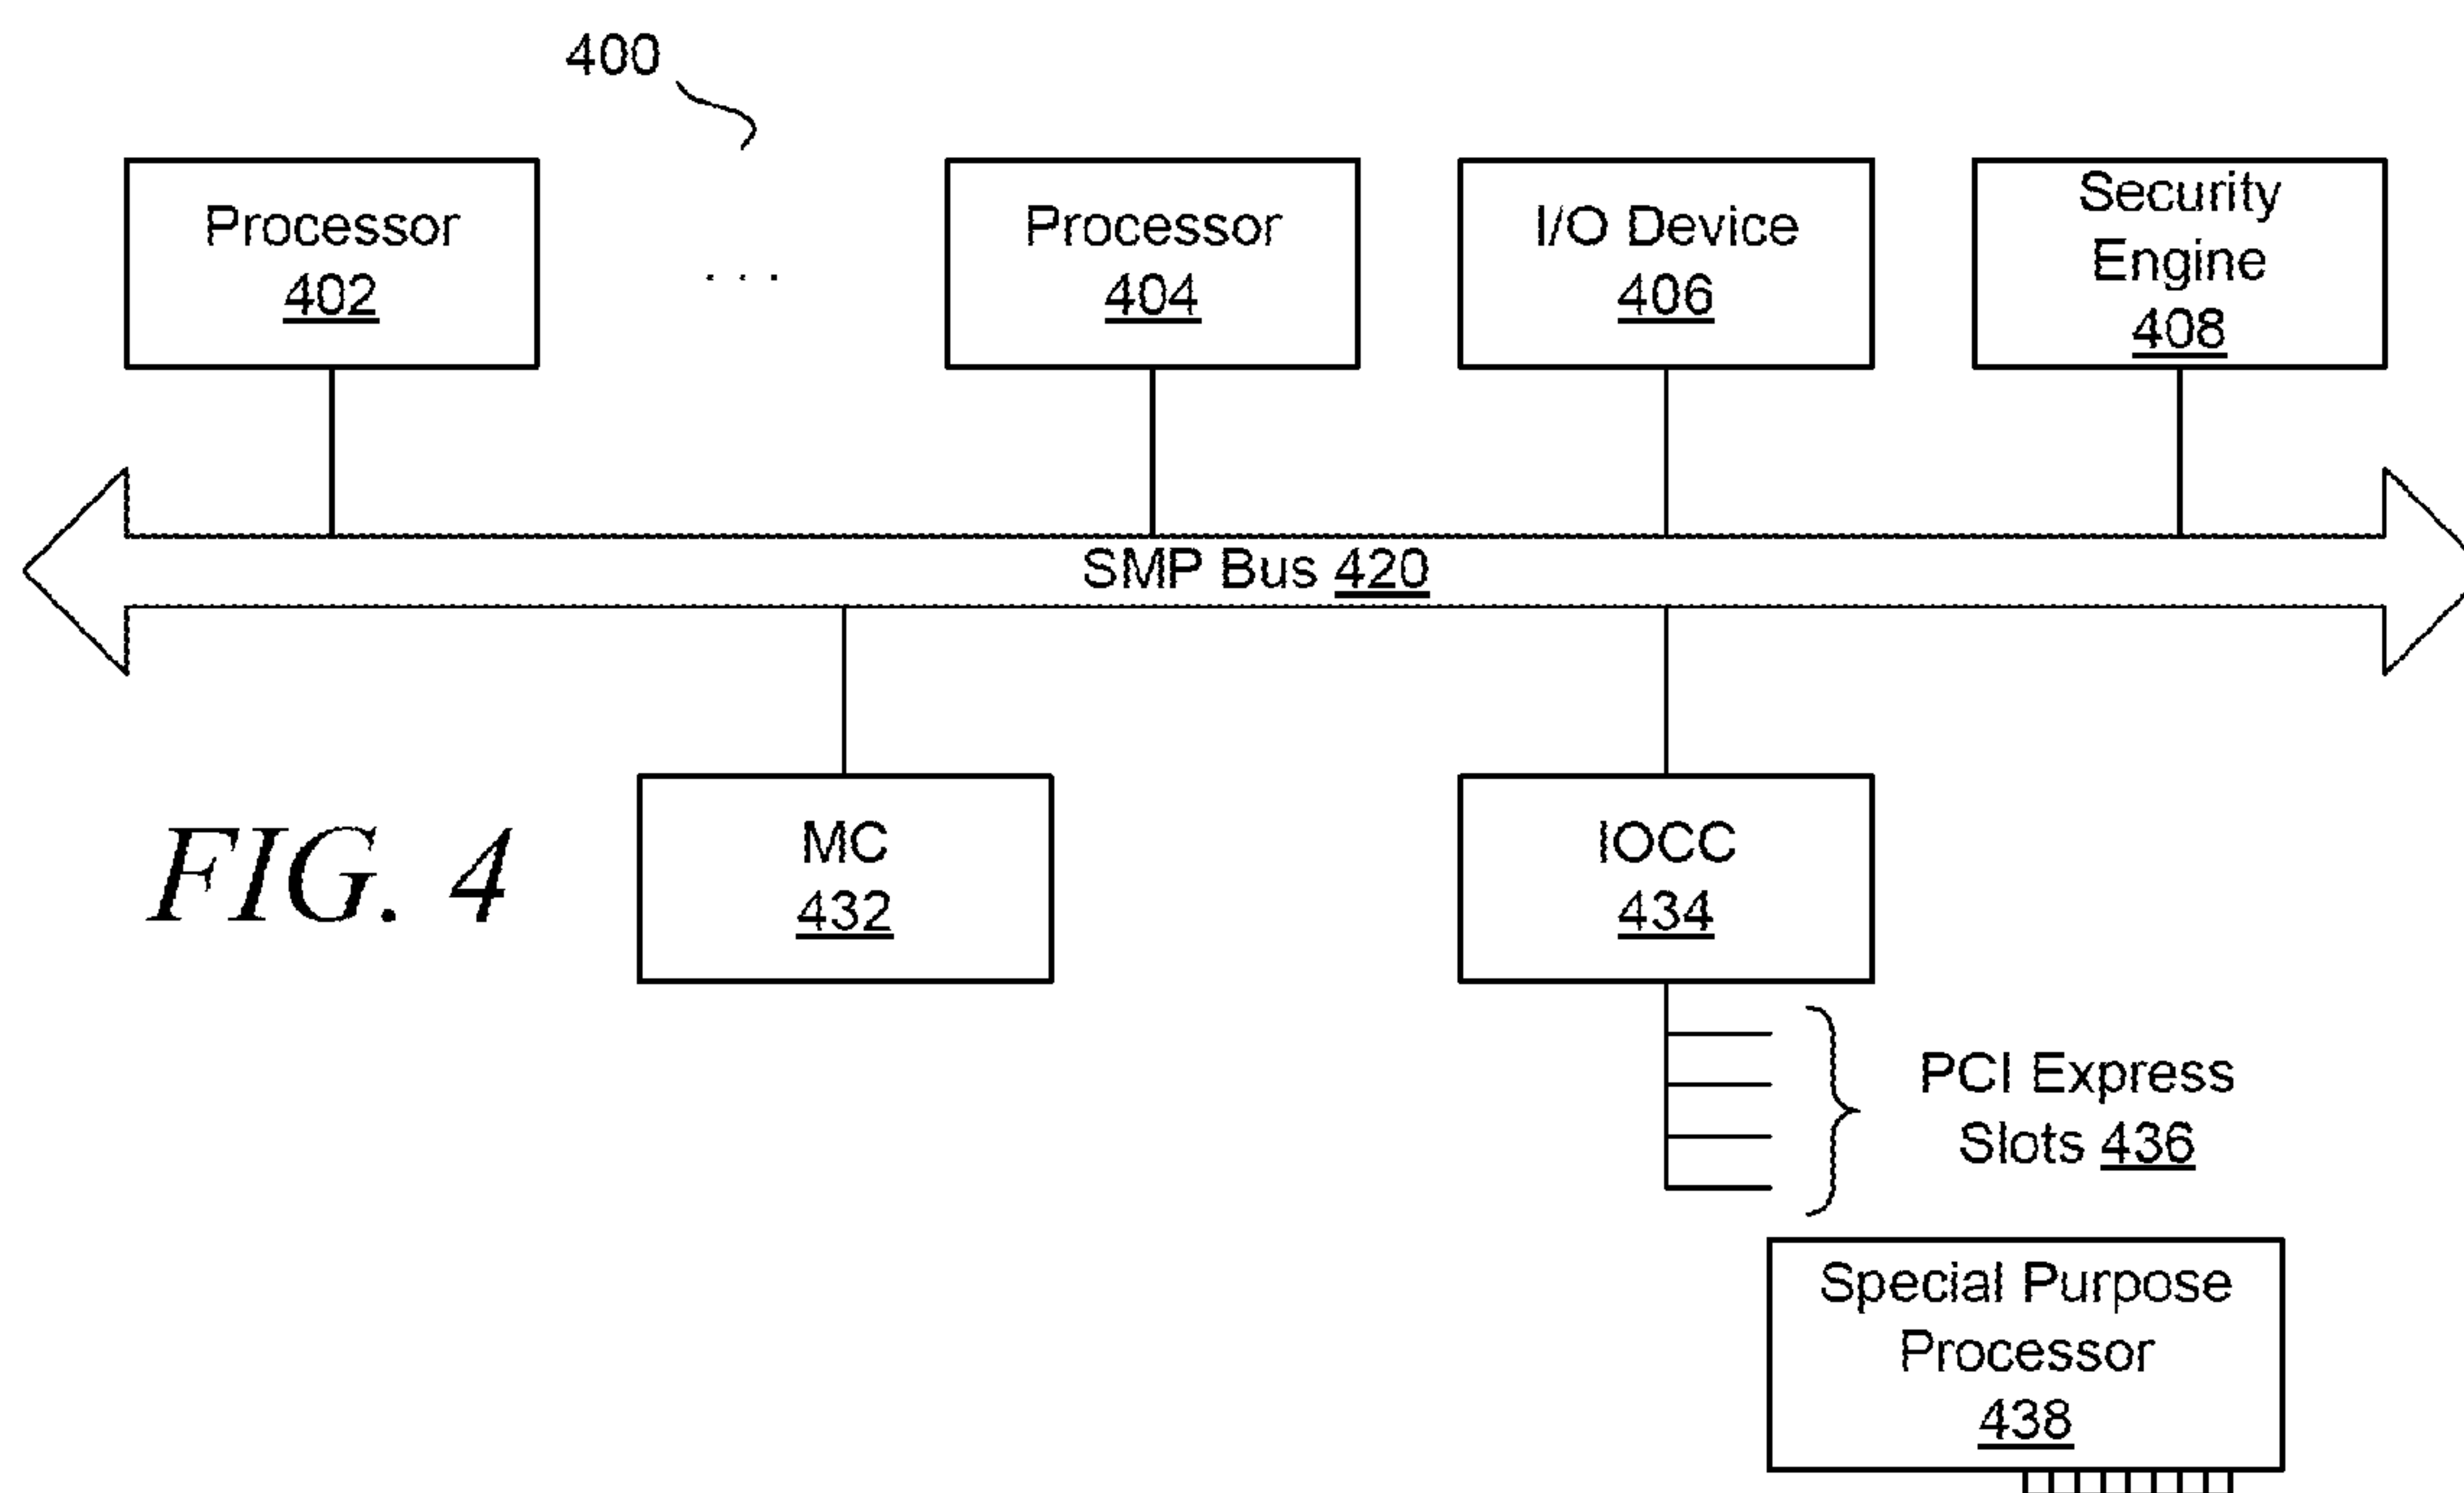 400
Processor
402
. . .
Processor
404
I/O Device
406
Security
Engine
408
SMP Bus 420
FIG. 4
MC
432
IOCC
434
PCI Express
Slots 436
Special Purpose
Processor
438